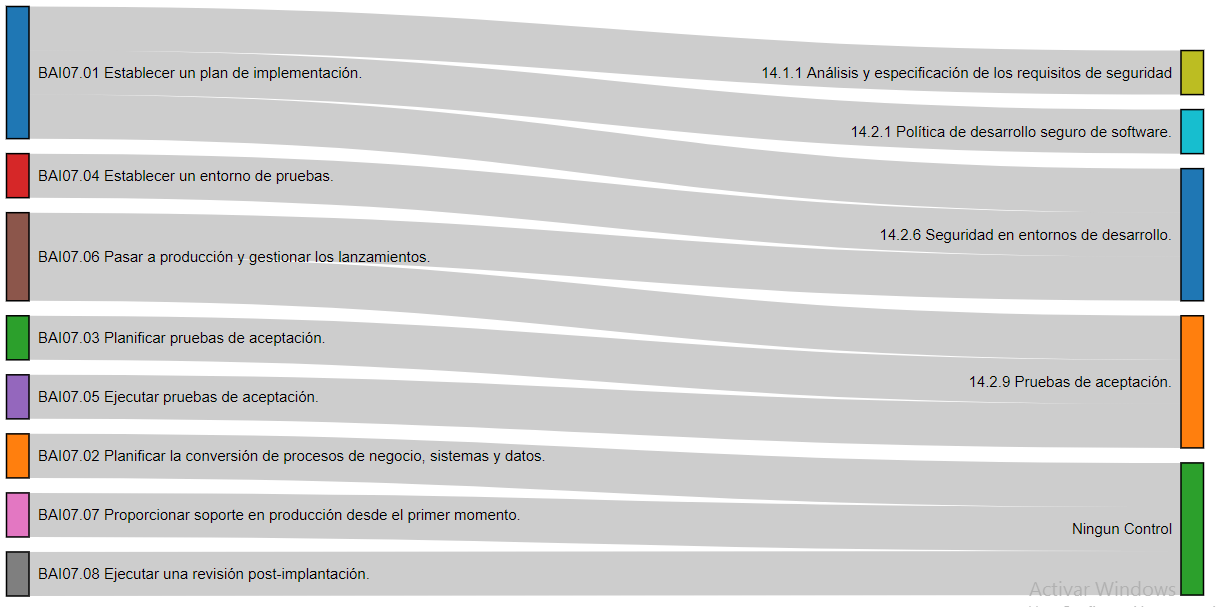 BAI07.01 Establecer un plan de implementación.
14.1.1 Análisis y especificación de los requisitos de seguridad
14.2.1 Política de desarrollo seguro de software.
BAI07.04 Establecer un entorno de pruebas.
14.2.6 Seguridad en entornos de desarrollo.
BAI07.06 Pasar a producción y gestionar los lanzamientos.
BAI07.03 Planificar pruebas de aceptación.
14.2.9 Pruebas de aceptación.
BAI07.05 Ejecutar pruebas de aceptación.
BAI07.02 Planificar la conversión de procesos de negocio, sistemas y datos.
BAI07.07 Proporcionar soporte en producción desde el primer momento.
Ningun Control
BAI07.08 Ejecutar una revisión post-implantación.
Activar Windows